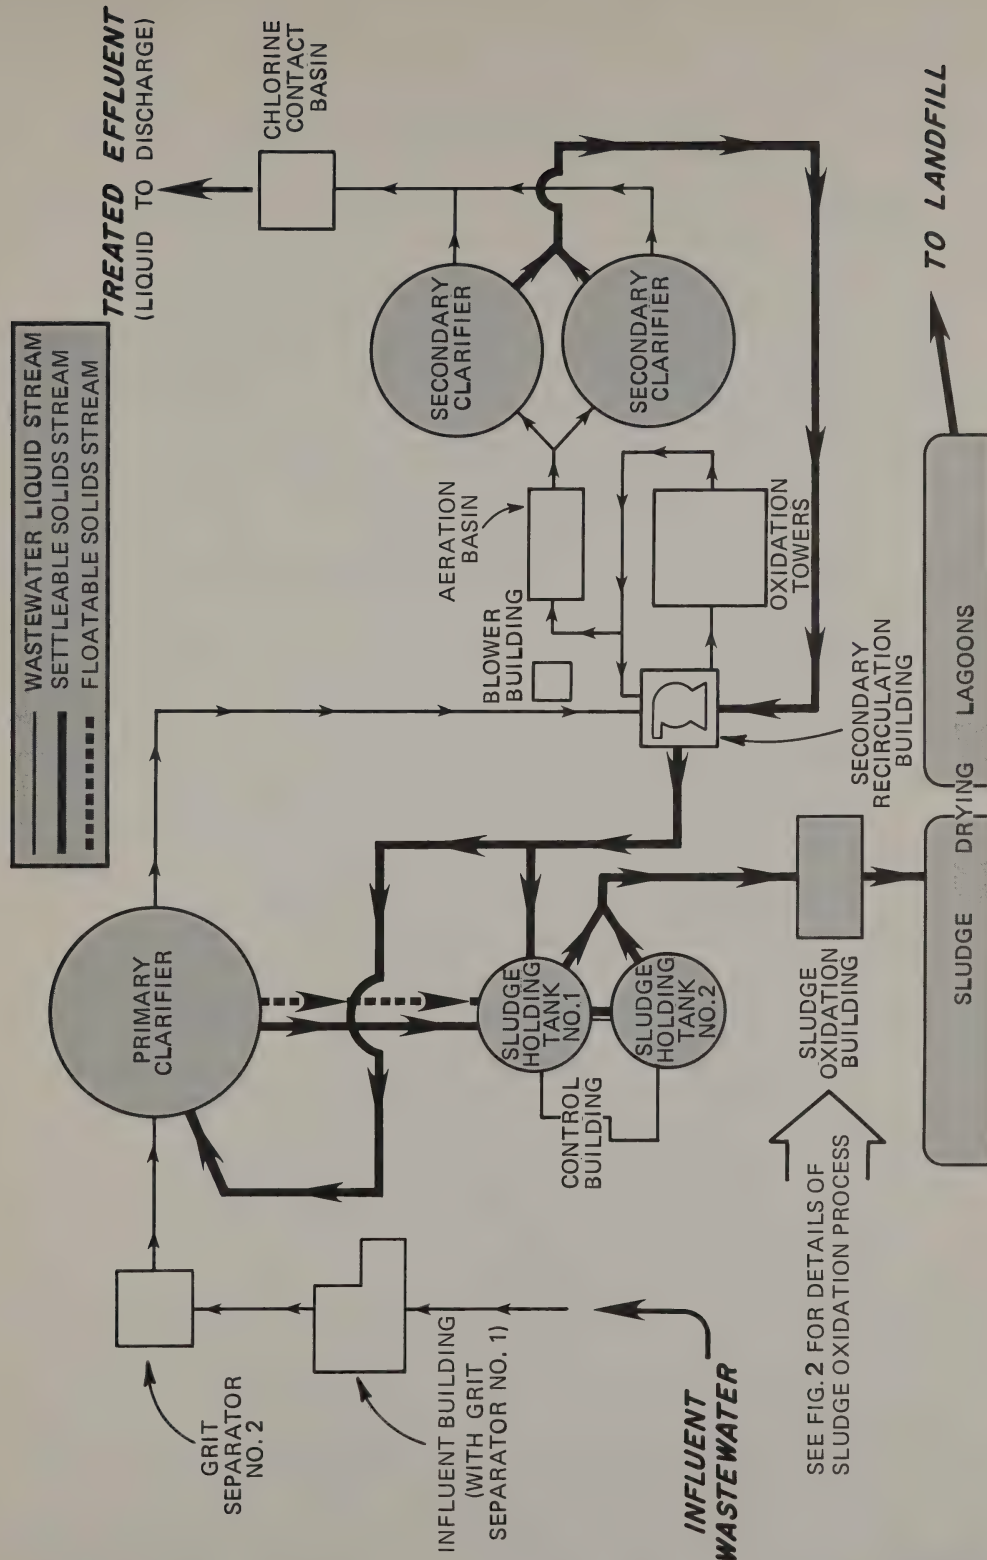 TREATED EFFLUENT
(LIQUID TO DISCHARGE)
WASTEWATER LIQUID STREAM
SETTLEABLE SOLIDS STREAM
FLOATABLE SOLIDS STREAM
CHLORINE
CONTACT
BASIN
SECONDARY
CLARIFIER
SECONDARY
CLARIFIER
AERATION
BASIN
OXIDATION
TOWERS
BLOWER
BUILDING
SECONDARY
RECIRCULATION
BUILDING
PRIMARY
CLARIFIER
SLUDGE
HOLDING
TANK
NO.1
SLUDGE
HOLDING
TANK
NO.2
CONTROL
BUILDING
SLUDGE
OXIDATION
BUILDING
SLUDGE DRYING LAGOONS
TO LANDFILL
GRIT
SEPARATOR
NO. 2
INFLUENT BUILDING
(WITH GRIT
SEPARATOR NO. 1)
INFLUENT
WASTEWATER
SEE FIG. 2 FOR DETAILS OF
SLUDGE OXIDATION PROCESS